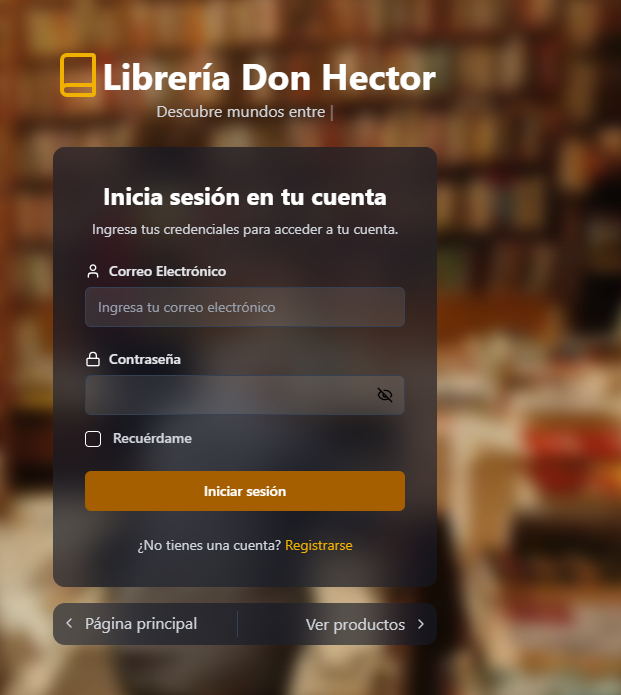 Librería Don Hector
Descubre mundos entre |
Inicia sesión en tu cuenta
Ingresa tus credenciales para acceder a tu cuenta.
Correo Electrónico
Ingresa tu correo electrónico
Contraseña
Recuérdame
Iniciar sesión
¿No tienes una cuenta? Registrarse
Página principal
Ver productos